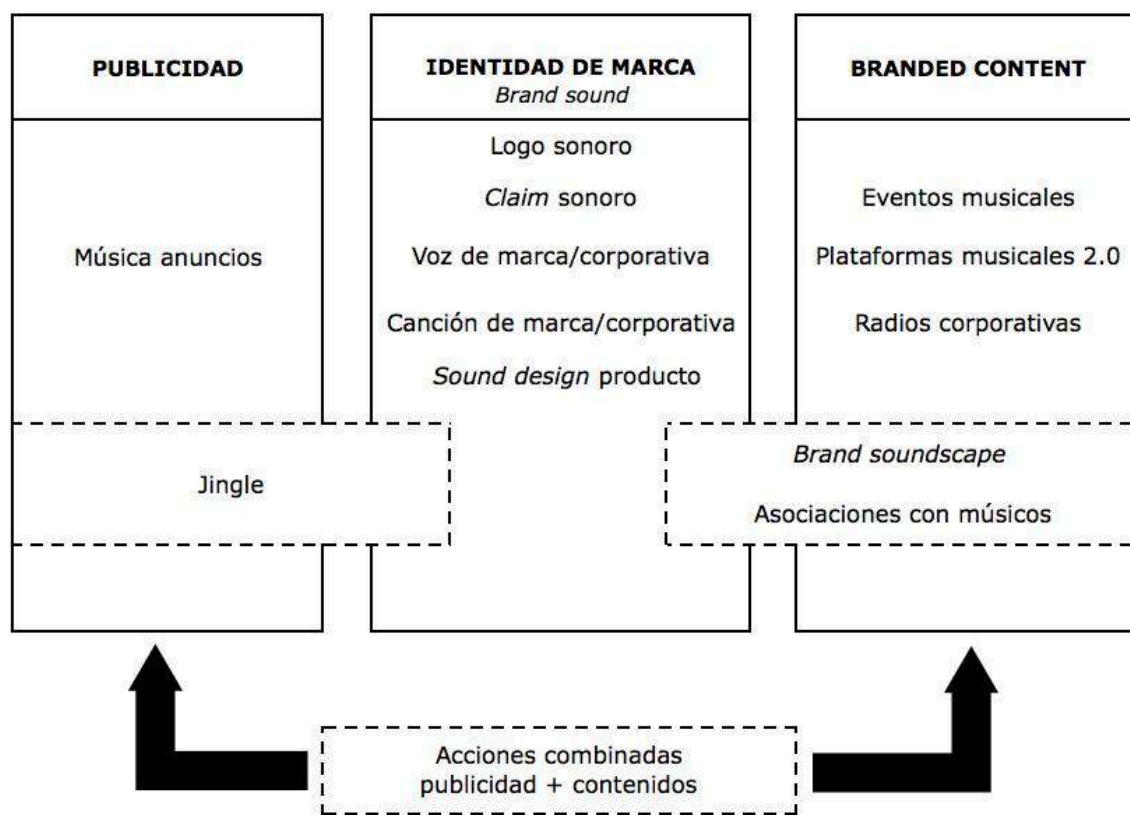 PUBLICIDAD
Música anuncios
Jingle
IDENTIDAD DE MARCA
Brand sound
Logo sonoro
Claim sonoro
Voz de marca/corporativa
Canción de marca/corporativa
Sound design producto
BRANDED CONTENT
Eventos musicales
Plataformas musicales 2.0
Radios corporativas
Brand soundscape
Asociaciones con músicos
Acciones combinadas
publicidad + contenidos